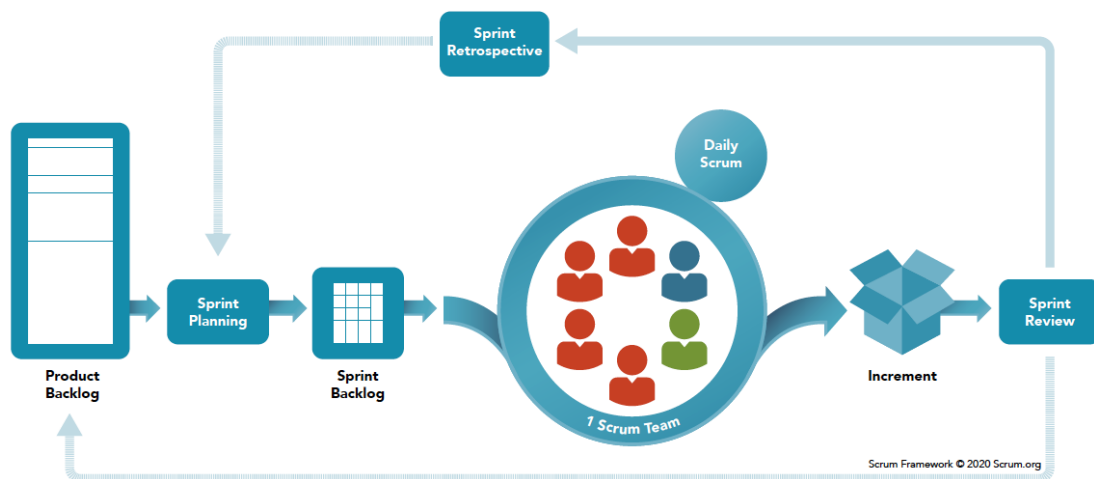 Sprint
Retrospective
Daily
Scrum
Sprint
Planning
Sprint
Review
Product
Backlog
Sprint
Backlog
1 Scrum Team
Increment
Scrum Framework © 2020 Scrum.org